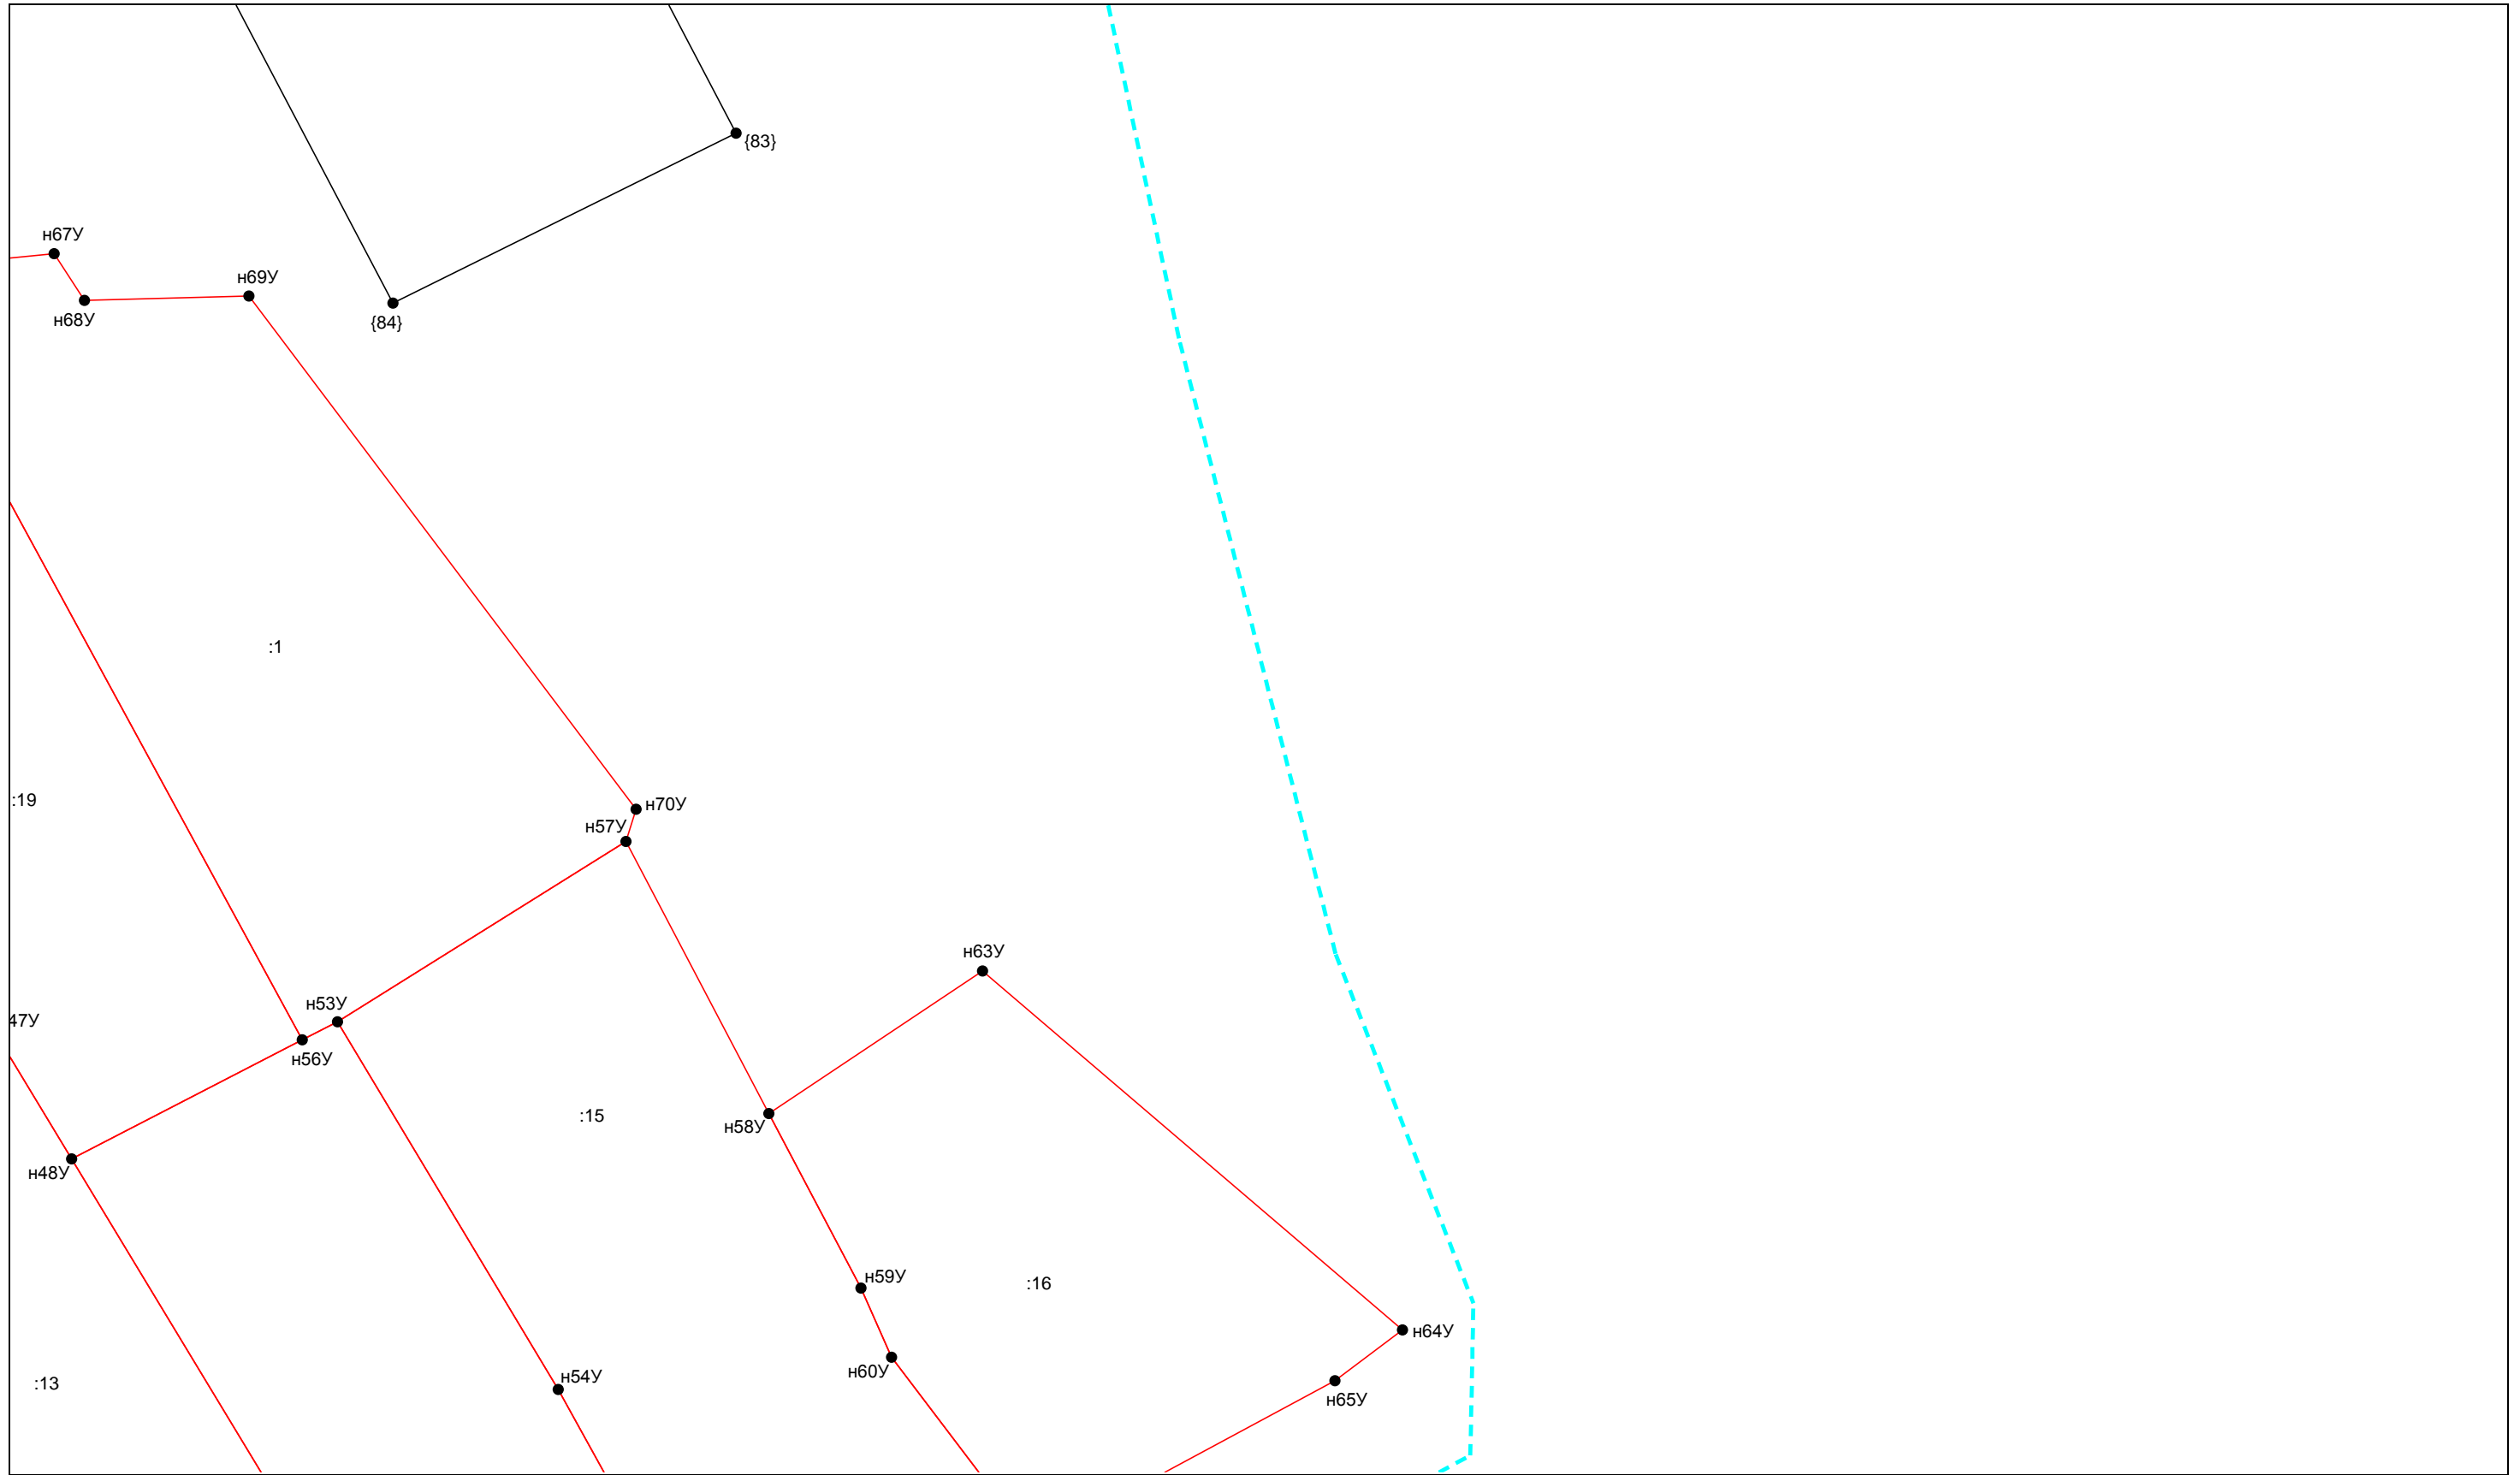 {83}
н67У
н69У
н68У
{84}
:1
:19
н70У
н57У
н63У
н53У
47У
н56У
:15
н58У
н48У
н59У
:16
н64У
н60У
н54У
:13
н65У